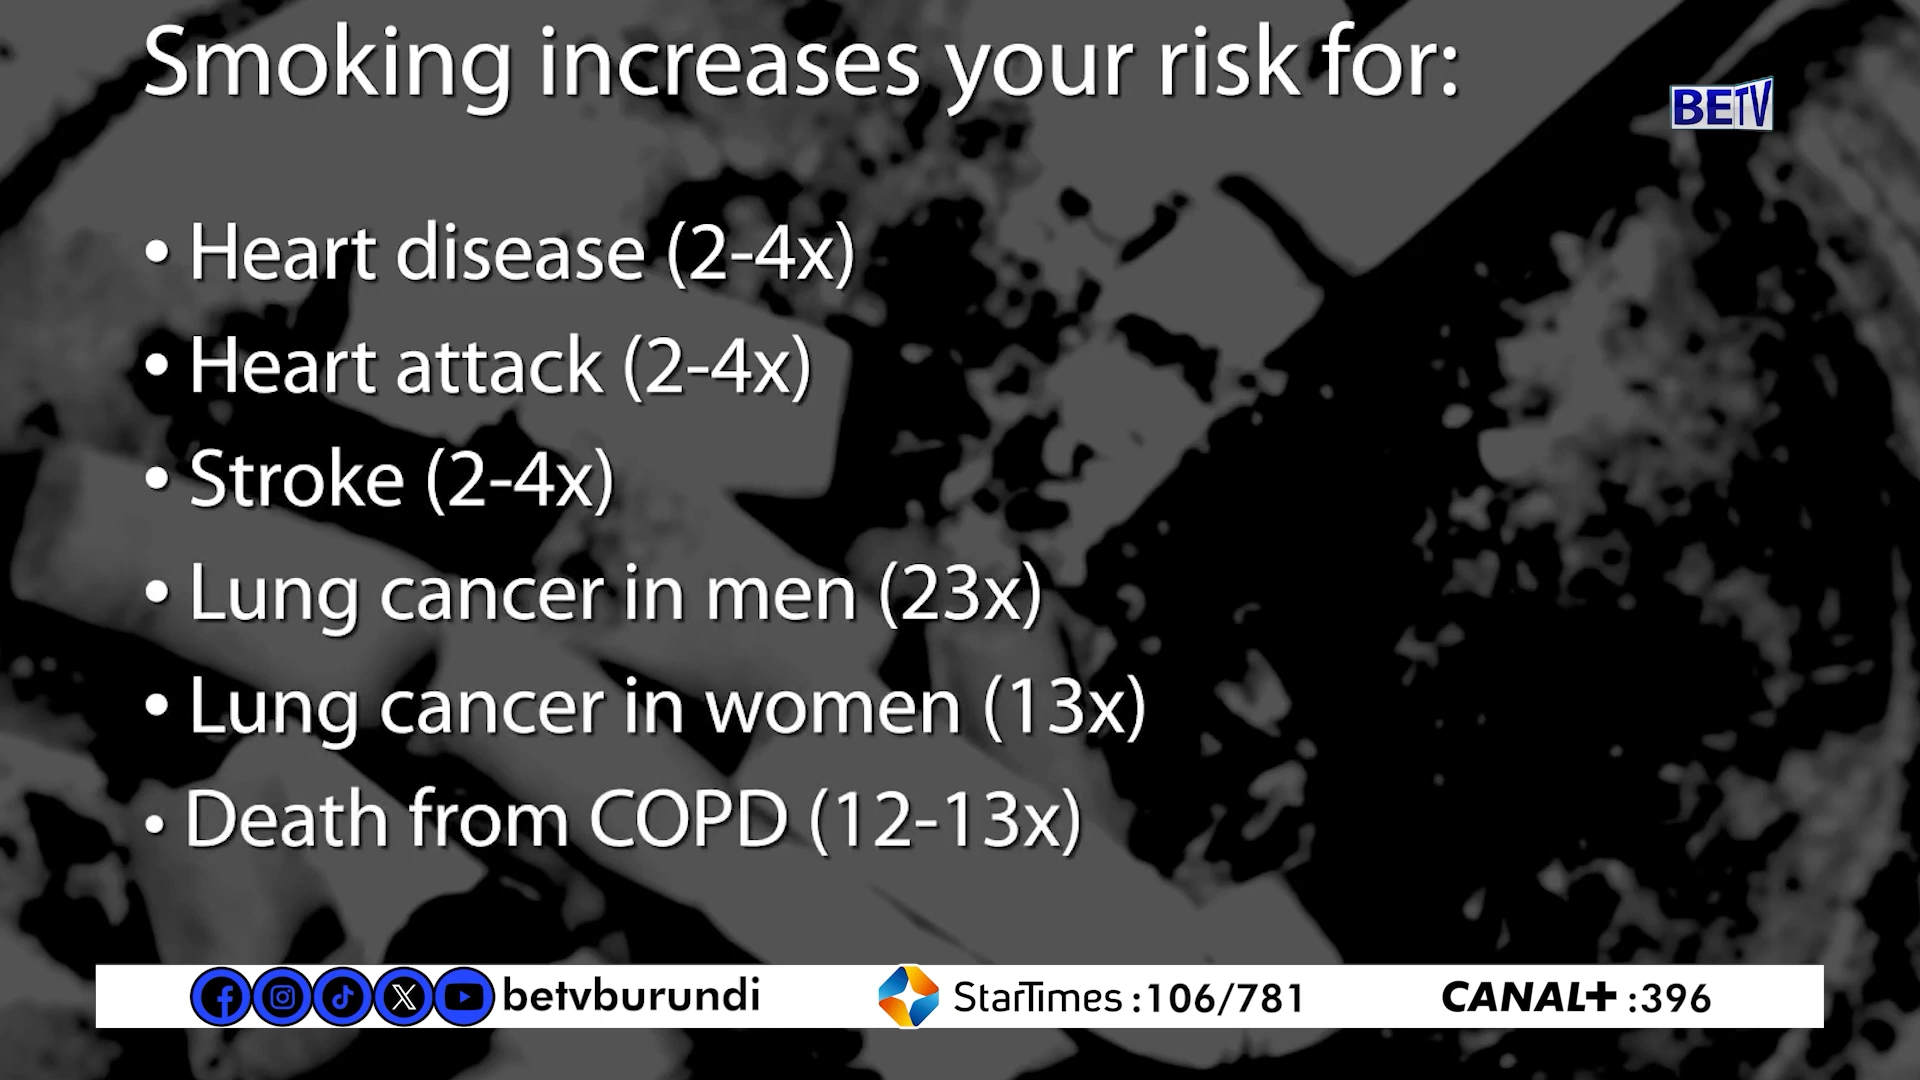 Smoking increases your risk for:
BETV
• Heart disease (2-4x)
• Heart attack (2-4x)
• Stroke (2-4x)
• Lung cancer in men (23x)
• Lung cancer in women (13x)
• Death from COPD (12-13x)
betvburundi StarTimes :106/781 CANAL+ :396